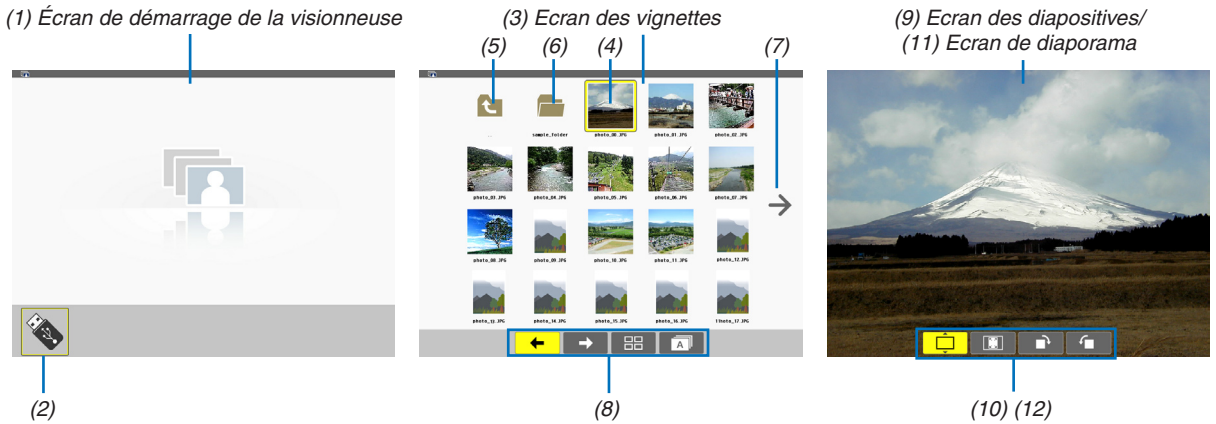 (1) Écran de démarrage de la visionneuse
(3) Ecran des vignettes
(9) Ecran des diapositives/
(11) Ecran de diaporama
(5)
(6)
(4)
(7)
sample_folder
photo_00.JPG
photo_01.JPG
photo_02.JPG
photo_03.JPG
photo_04.JPG
photo_05.JPG
photo_06.JPG
photo_07.JPG
photo_08.JPG
photo_09.JPG
photo_10.JPG
photo_11.JPG
photo_12.JPG
photo_13.JPG
photo_14.JPG
photo_15.JPG
photo_16.JPG
Photo_17.JPG
A
(2)
(8)
(10) (12)